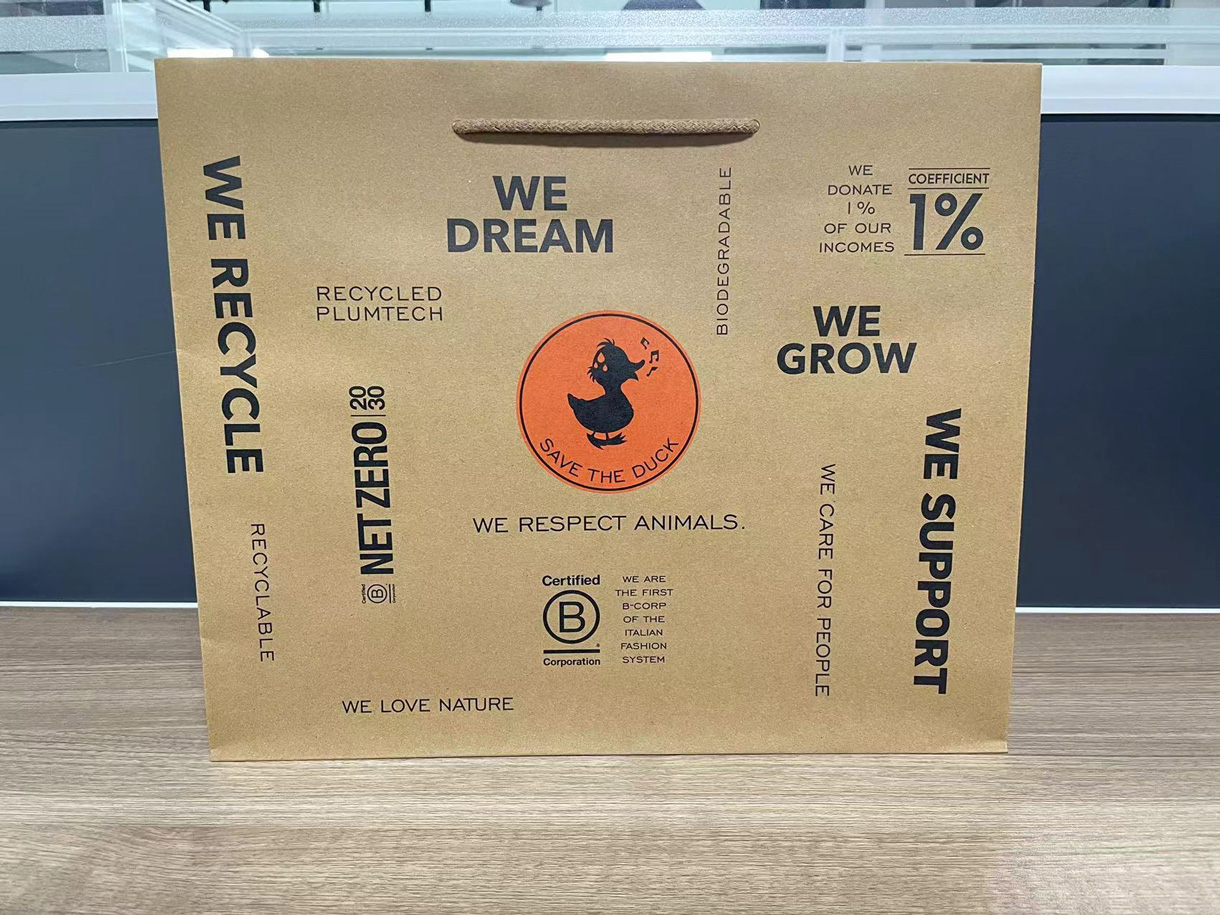 WE RECYCLE
WE
DREAM
BIODEGRADABLE
WE
DONATE
1%
OF OUR
INCOMES
COEFFICIENT
1%
RECYCLED
PLUMTECH
WE
GROW
SAVE THE DUCK
NET ZERO
20
30
Certified
B
WE SUPPORT
WE CARE FOR PEOPLE
WE RESPECT ANIMALS.
RECYCLABLE
Certified
B
®
Corporation
WE ARE
THE FIRST
B-CORP
OF THE
ITALIAN
FASHION
SYSTEM
WE LOVE NATURE